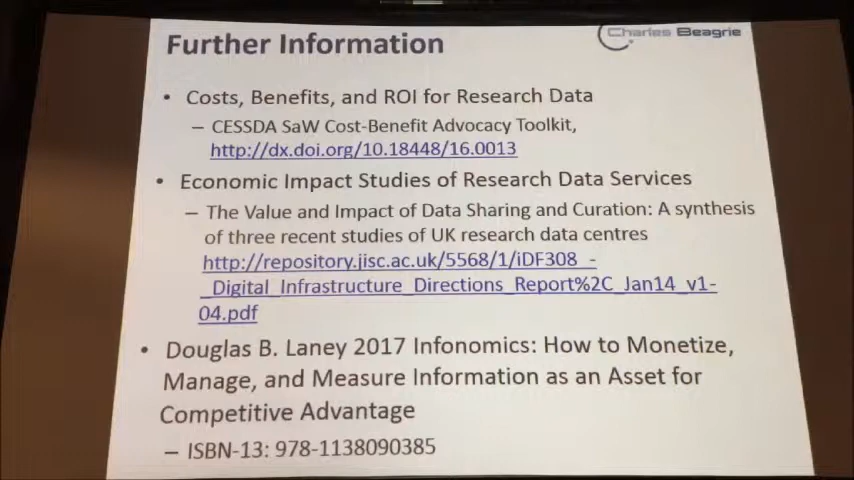 Further Information
Charles Beagrie
• Costs, Benefits, and ROI for Research Data
– CESSDA SaW Cost-Benefit Advocacy Toolkit,
http://dx.doi.org/10.18448/16.0013
• Economic Impact Studies of Research Data Services
– The Value and Impact of Data Sharing and Curation: A synthesis
of three recent studies of UK research data centres
http://repository.jisc.ac.uk/5568/1/iDF308_-
_Digital_Infrastructure_Directions_Report%2C_Jan14_v1-
04.pdf
• Douglas B. Laney 2017 Infonomics: How to Monetize,
Manage, and Measure Information as an Asset for
Competitive Advantage
– ISBN-13: 978-1138090385